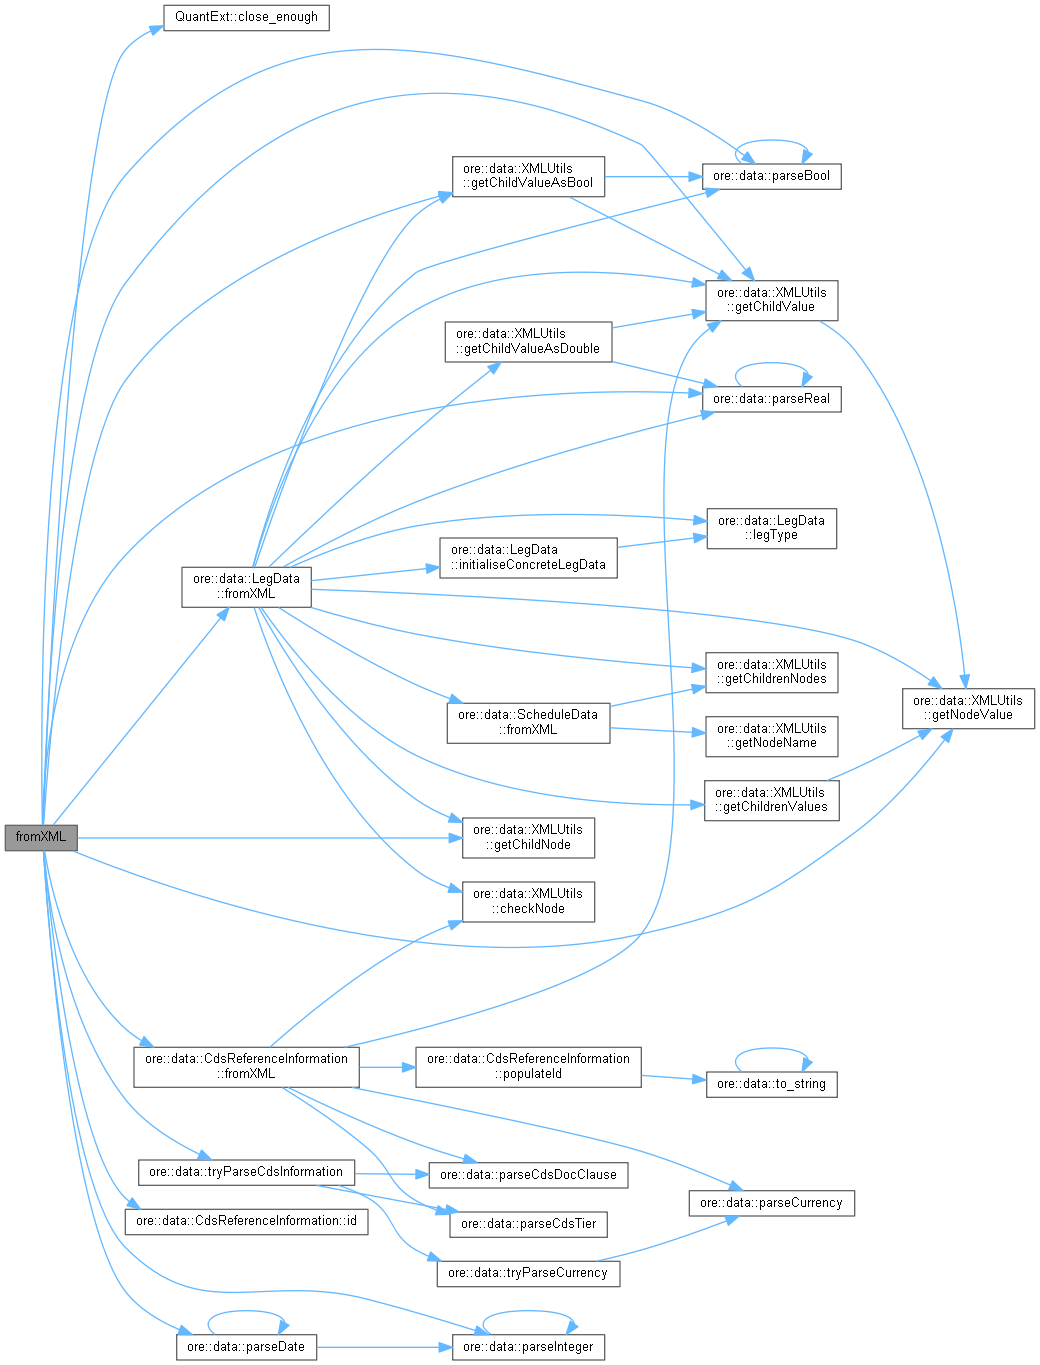 QuantExt::close_enough
ore::data::XMLUtils
::getChildValueAsBool
ore::data::parseBool
ore::data::XMLUtils
::getChildValue
ore::data::XMLUtils
::getChildValueAsDouble
ore::data::parseReal
ore::data::LegData
::legType
ore::data::LegData
::initialiseConcreteLegData
ore::data::LegData
::fromXML
ore::data::XMLUtils
::getChildrenNodes
ore::data::XMLUtils
::getNodeValue
ore::data::ScheduleData
::fromXML
ore::data::XMLUtils
::getNodeName
ore::data::XMLUtils
::getChildrenValues
fromXML
ore::data::XMLUtils
::getChildNode
ore::data::XMLUtils
::checkNode
ore::data::CdsReferenceInformation
::fromXML
ore::data::CdsReferenceInformation
::populateId
ore::data::to_string
ore::data::tryParseCdsInformation
ore::data::parseCdsDocClause
ore::data::parseCurrency
ore::data::CdsReferenceInformation::id
ore::data::parseCdsTier
ore::data::tryParseCurrency
ore::data::parseDate
ore::data::parseInteger